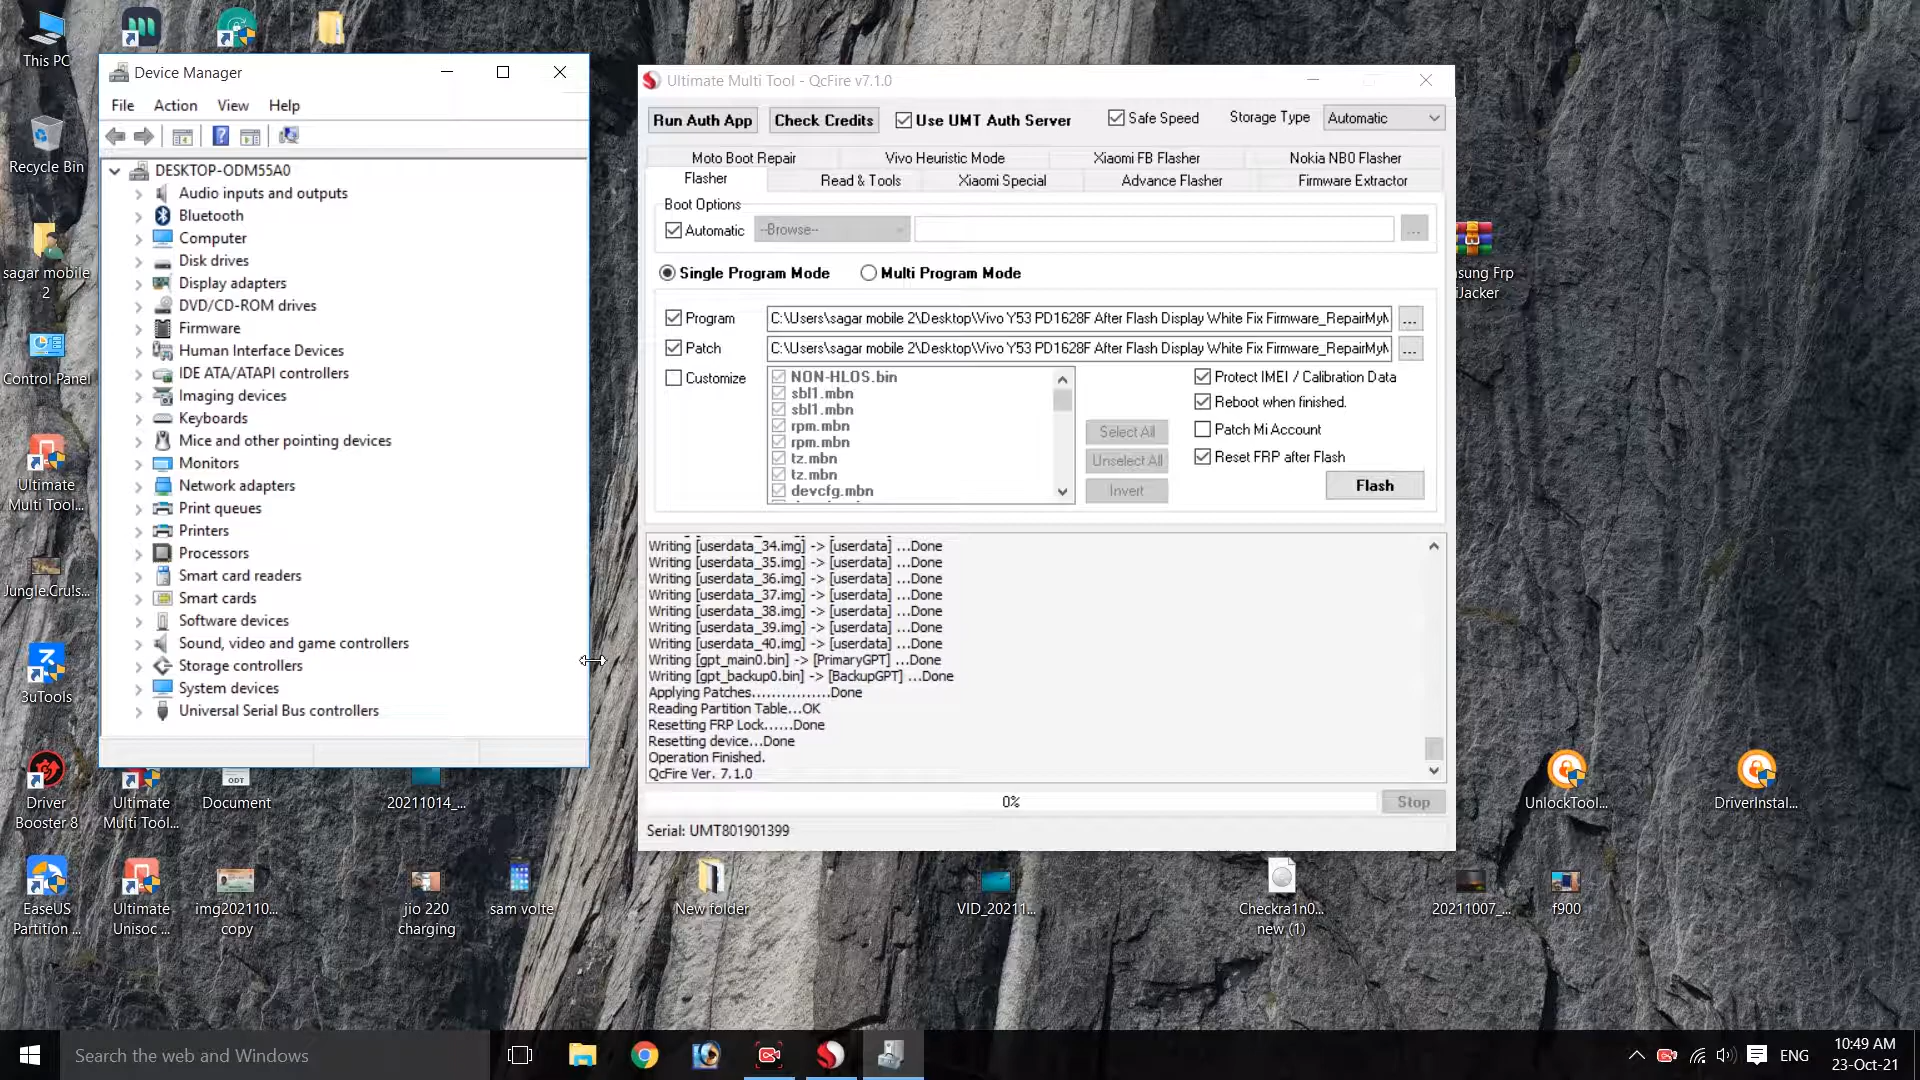 This PC
Recycle Bin
sagar mobile
2
Control Panel
Ultimate
Multi Tool...
Jungle.Cru!s...
3uTools
Driver
Booster 8
Ultimate
Multi Tool...
Document
20211014_...
EaseUS
Partition ...
Ultimate
Unisoc ...
img202110...
copy
jio 220
charging
sam volte
New folder
VID_20211...
Checkra1n0...
new (1)
20211007_...
f900
UnlockTool...
DriverInstal...
sung Frp
iJacker
Device Manager
File Action View Help
DESKTOP-ODM55A0
Audio inputs and outputs
Bluetooth
Computer
Disk drives
Display adapters
DVD/CD-ROM drives
Firmware
Human Interface Devices
IDE ATA/ATAPI controllers
Imaging devices
Keyboards
Mice and other pointing devices
Monitors
Network adapters
Print queues
Printers
Processors
Smart card readers
Smart cards
Software devices
Sound, video and game controllers
Storage controllers
System devices
Universal Serial Bus controllers
Ultimate Multi Tool - QcFire v7.1.0
Run Auth App Check Credits Use UMT Auth Server Safe Speed Storage Type Automatic
Moto Boot Repair Vivo Heuristic Mode Xiaomi FB Flasher Nokia NB0 Flasher
Flasher Read & Tools Xiaomi Special Advance Flasher Firmware Extractor
Boot Options
Automatic --Browse-- ...
Single Program Mode Multi Program Mode
Program C:\Users\sagar mobile 2\Desktop\Vivo Y53 PD1628F After Flash Display White Fix Firmware_RepairMyM ...
Patch C:\Users\sagar mobile 2\Desktop\Vivo Y53 PD1628F After Flash Display White Fix Firmware_RepairMyM ...
Customize
NON-HLOS.bin
sbl1.mbn
sbl1.mbn
rpm.mbn
rpm.mbn
tz.mbn
tz.mbn
devcfg.mbn
Select All
Unselect All
Invert
Protect IMEI / Calibration Data
Reboot when finished.
Patch Mi Account
Reset FRP after Flash
Flash
Writing [userdata_34.img] -> [userdata] ...Done
Writing [userdata_35.img] -> [userdata] ...Done
Writing [userdata_36.img] -> [userdata] ...Done
Writing [userdata_37.img] -> [userdata] ...Done
Writing [userdata_38.img] -> [userdata] ...Done
Writing [userdata_39.img] -> [userdata] ...Done
Writing [userdata_40.img] -> [userdata] ...Done
Writing [gpt_main0.bin] -> [PrimaryGPT] ...Done
Writing [gpt_backup0.bin] -> [BackupGPT] ...Done
Applying Patches................Done
Reading Partition Table...OK
Resetting FRP Lock......Done
Resetting device...Done
Operation Finished.
QcFire Ver. 7.1.0
0% Stop
Serial: UMT801901399
Search the web and Windows
ENG
10:49 AM
23-Oct-21